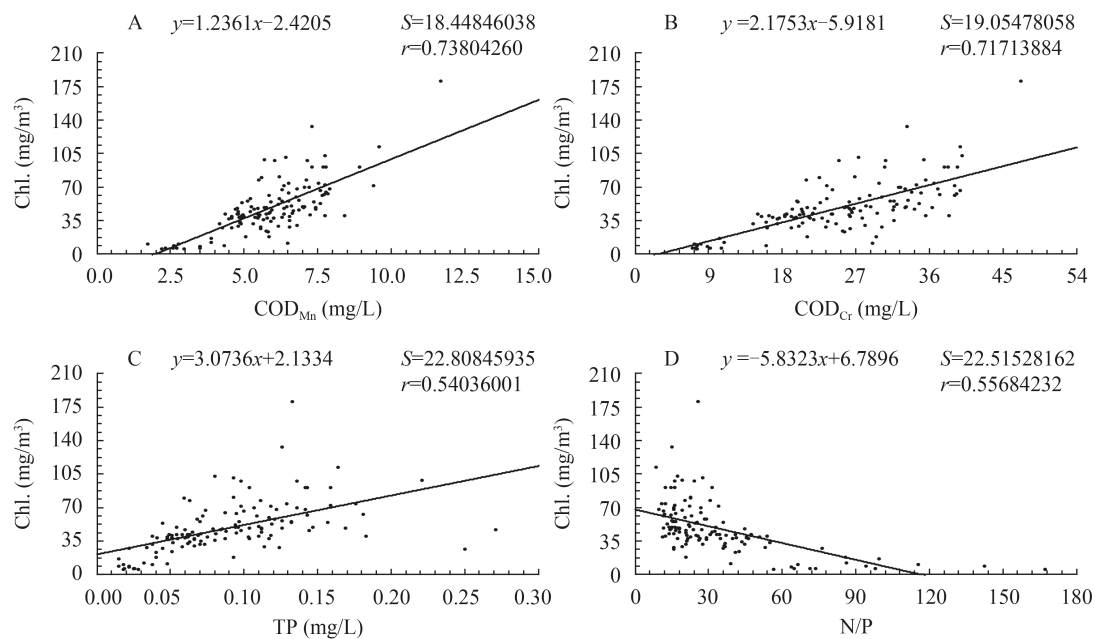 A y=1.2361x−2.4205 S=18.44846038
r=0.73804260
210
175
140
105
70
35
0
Chl. (mg/m³)
0.0 2.5 5.0 7.5 10.0 12.5 15.0
COD_Mn (mg/L)
B y=2.1753x−5.9181 S=19.05478058
r=0.71713884
210
175
140
105
70
35
0
Chl. (mg/m³)
0 9 18 27 36 45 54
COD_Cr (mg/L)
C y=3.0736x+2.1334 S=22.80845935
r=0.54036001
210
175
140
105
70
35
0
Chl. (mg/m³)
0.00 0.05 0.10 0.15 0.20 0.25 0.30
TP (mg/L)
D y=−5.8323x+6.7896 S=22.51528162
r=0.55684232
210
175
140
105
70
35
0
Chl. (mg/m³)
0 30 60 90 120 150 180
N/P